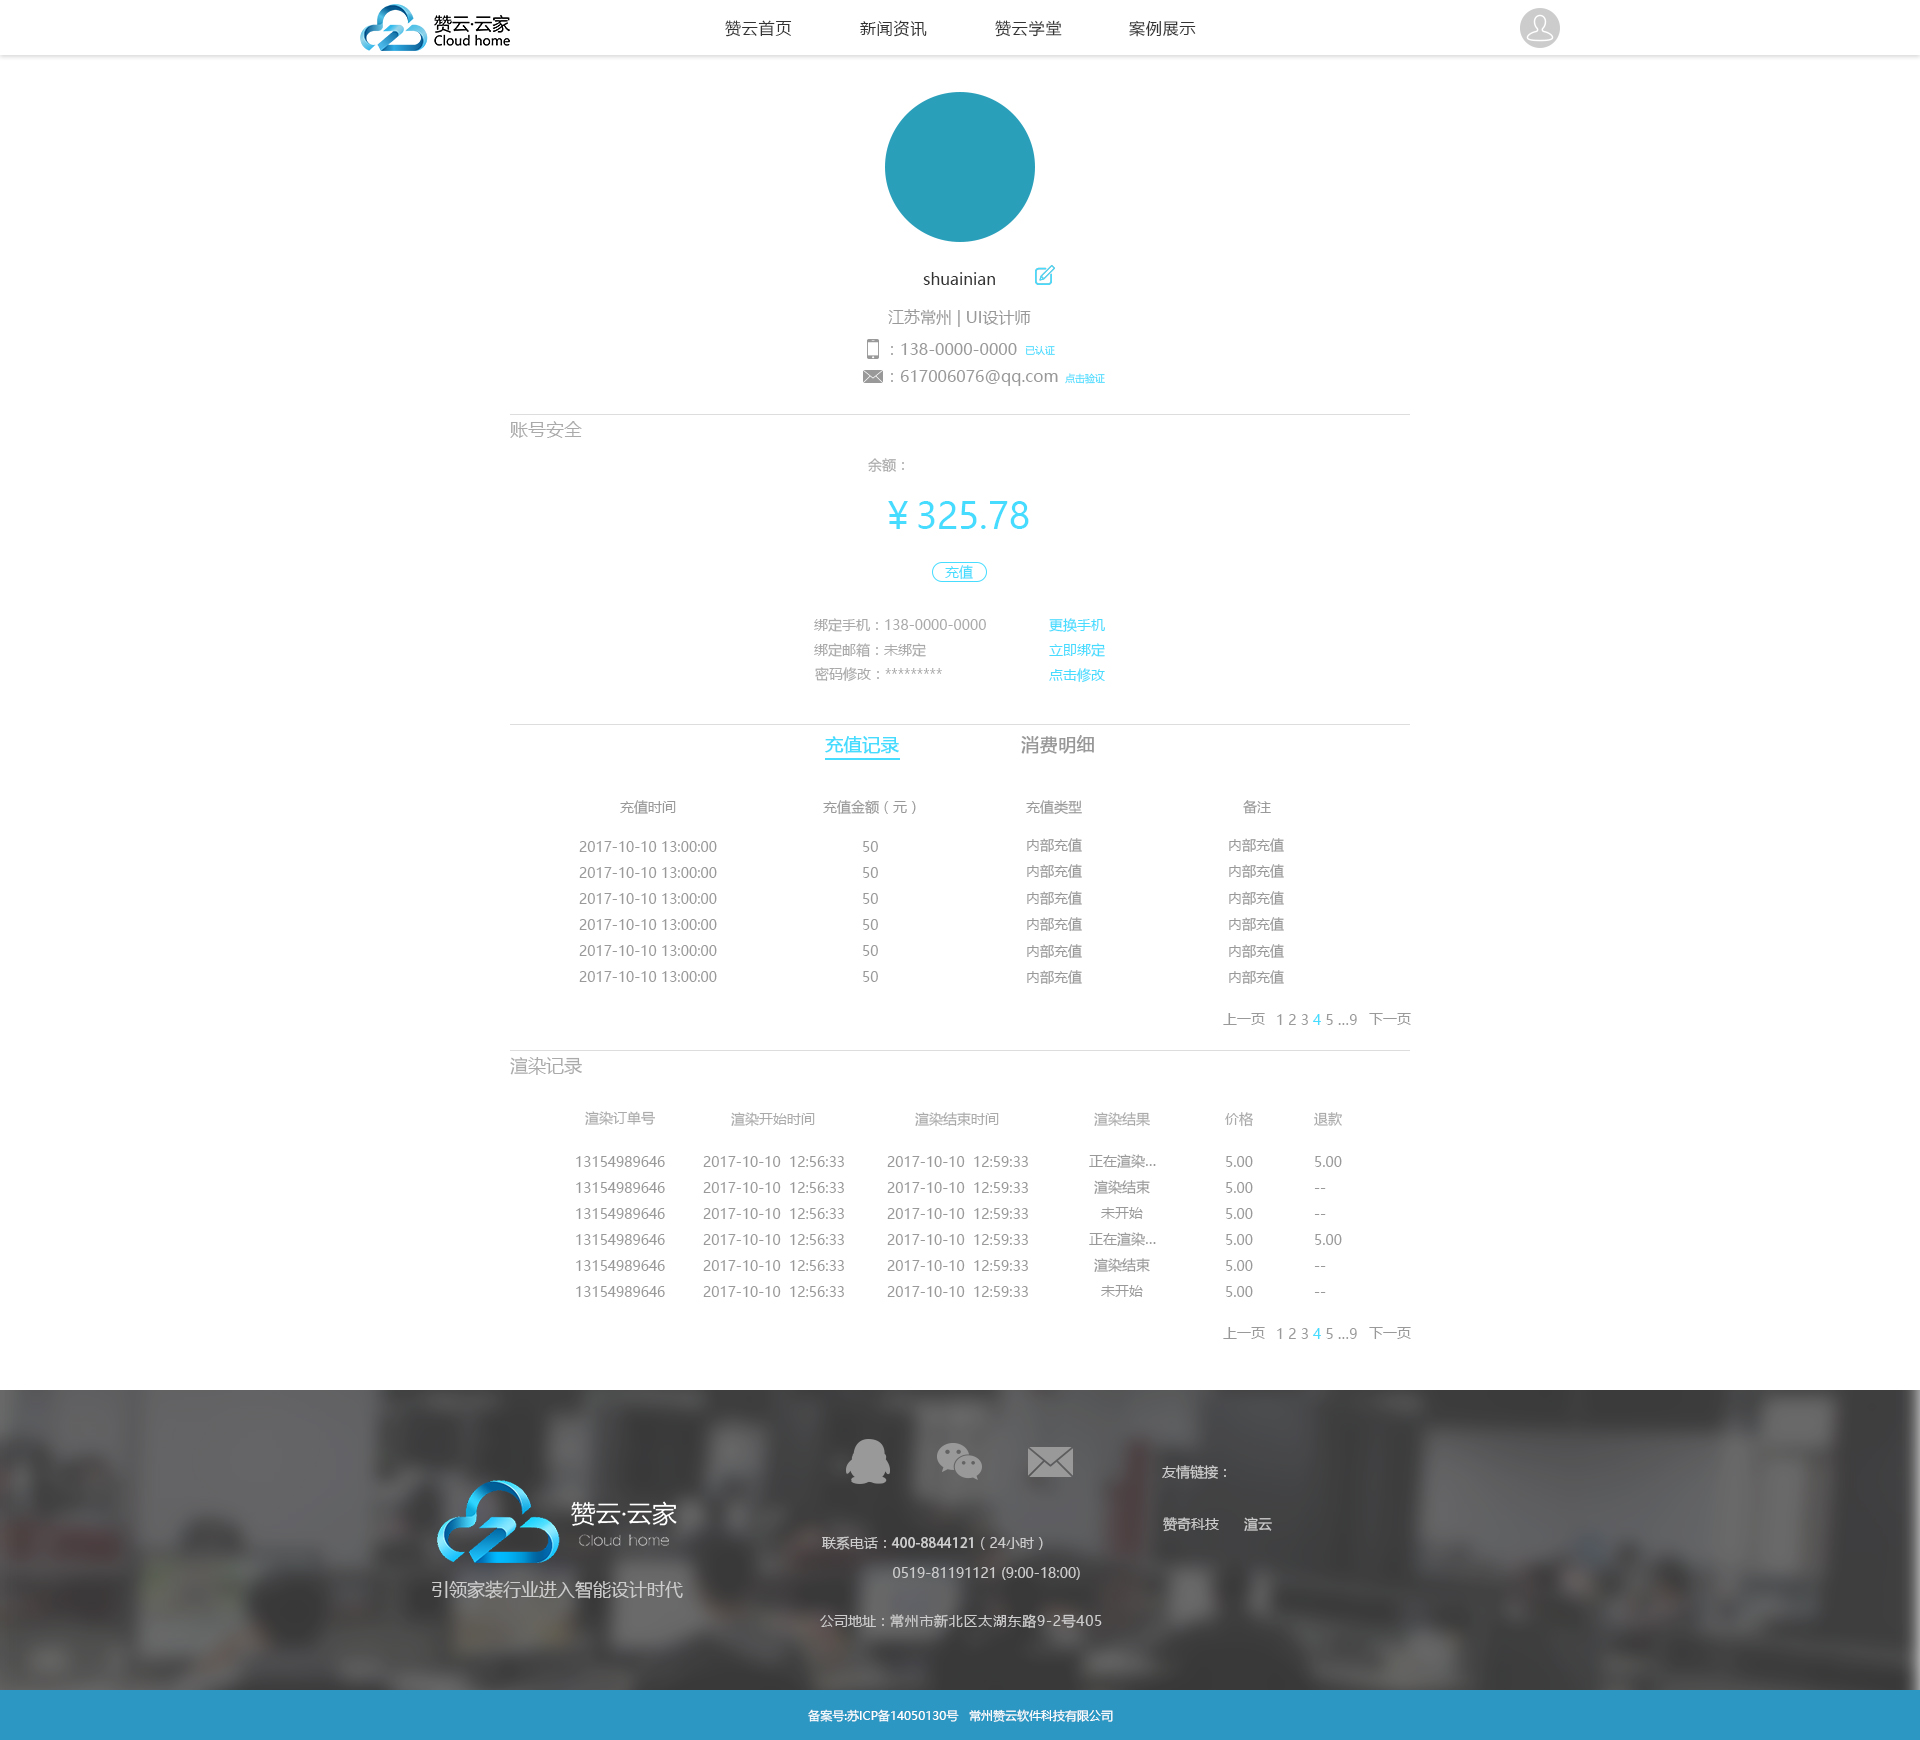 赞云·云家
Cloud home
赞云首页 新闻资讯 赞云学堂 案例展示
shuainian
江苏常州 | UI设计师
：138-0000-0000 已认证
：617006076@qq.com 点击验证
账号安全
余额：
¥ 325.78
充值
绑定手机：138-0000-0000 更换手机
绑定邮箱：未绑定 立即绑定
密码修改：********* 点击修改
充值记录 消费明细
充值时间 充值金额（元） 充值类型 备注
2017-10-10 13:00:00 50 内部充值 内部充值
2017-10-10 13:00:00 50 内部充值 内部充值
2017-10-10 13:00:00 50 内部充值 内部充值
2017-10-10 13:00:00 50 内部充值 内部充值
2017-10-10 13:00:00 50 内部充值 内部充值
2017-10-10 13:00:00 50 内部充值 内部充值
上一页 1 2 3 4 5 ...9 下一页
渲染记录
渲染订单号 渲染开始时间 渲染结束时间 渲染结果 价格 退款
13154989646 2017-10-10 12:56:33 2017-10-10 12:59:33 正在渲染... 5.00 5.00
13154989646 2017-10-10 12:56:33 2017-10-10 12:59:33 渲染结束 5.00 --
13154989646 2017-10-10 12:56:33 2017-10-10 12:59:33 未开始 5.00 --
13154989646 2017-10-10 12:56:33 2017-10-10 12:59:33 正在渲染... 5.00 5.00
13154989646 2017-10-10 12:56:33 2017-10-10 12:59:33 渲染结束 5.00 --
13154989646 2017-10-10 12:56:33 2017-10-10 12:59:33 未开始 5.00 --
上一页 1 2 3 4 5 ...9 下一页
赞云·云家
Cloud home
引领家装行业进入智能设计时代
联系电话：400-8844121（24小时）
0519-81191121 (9:00-18:00)
公司地址：常州市新北区太湖东路9-2号405
友情链接：
赞奇科技 渲云
备案号:苏ICP备14050130号 常州赞云软件科技有限公司